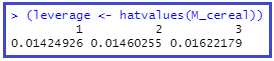 > (leverage <- hatvalues(M_cereal))
         1          2          3
0.01424926 0.01460255 0.01622179